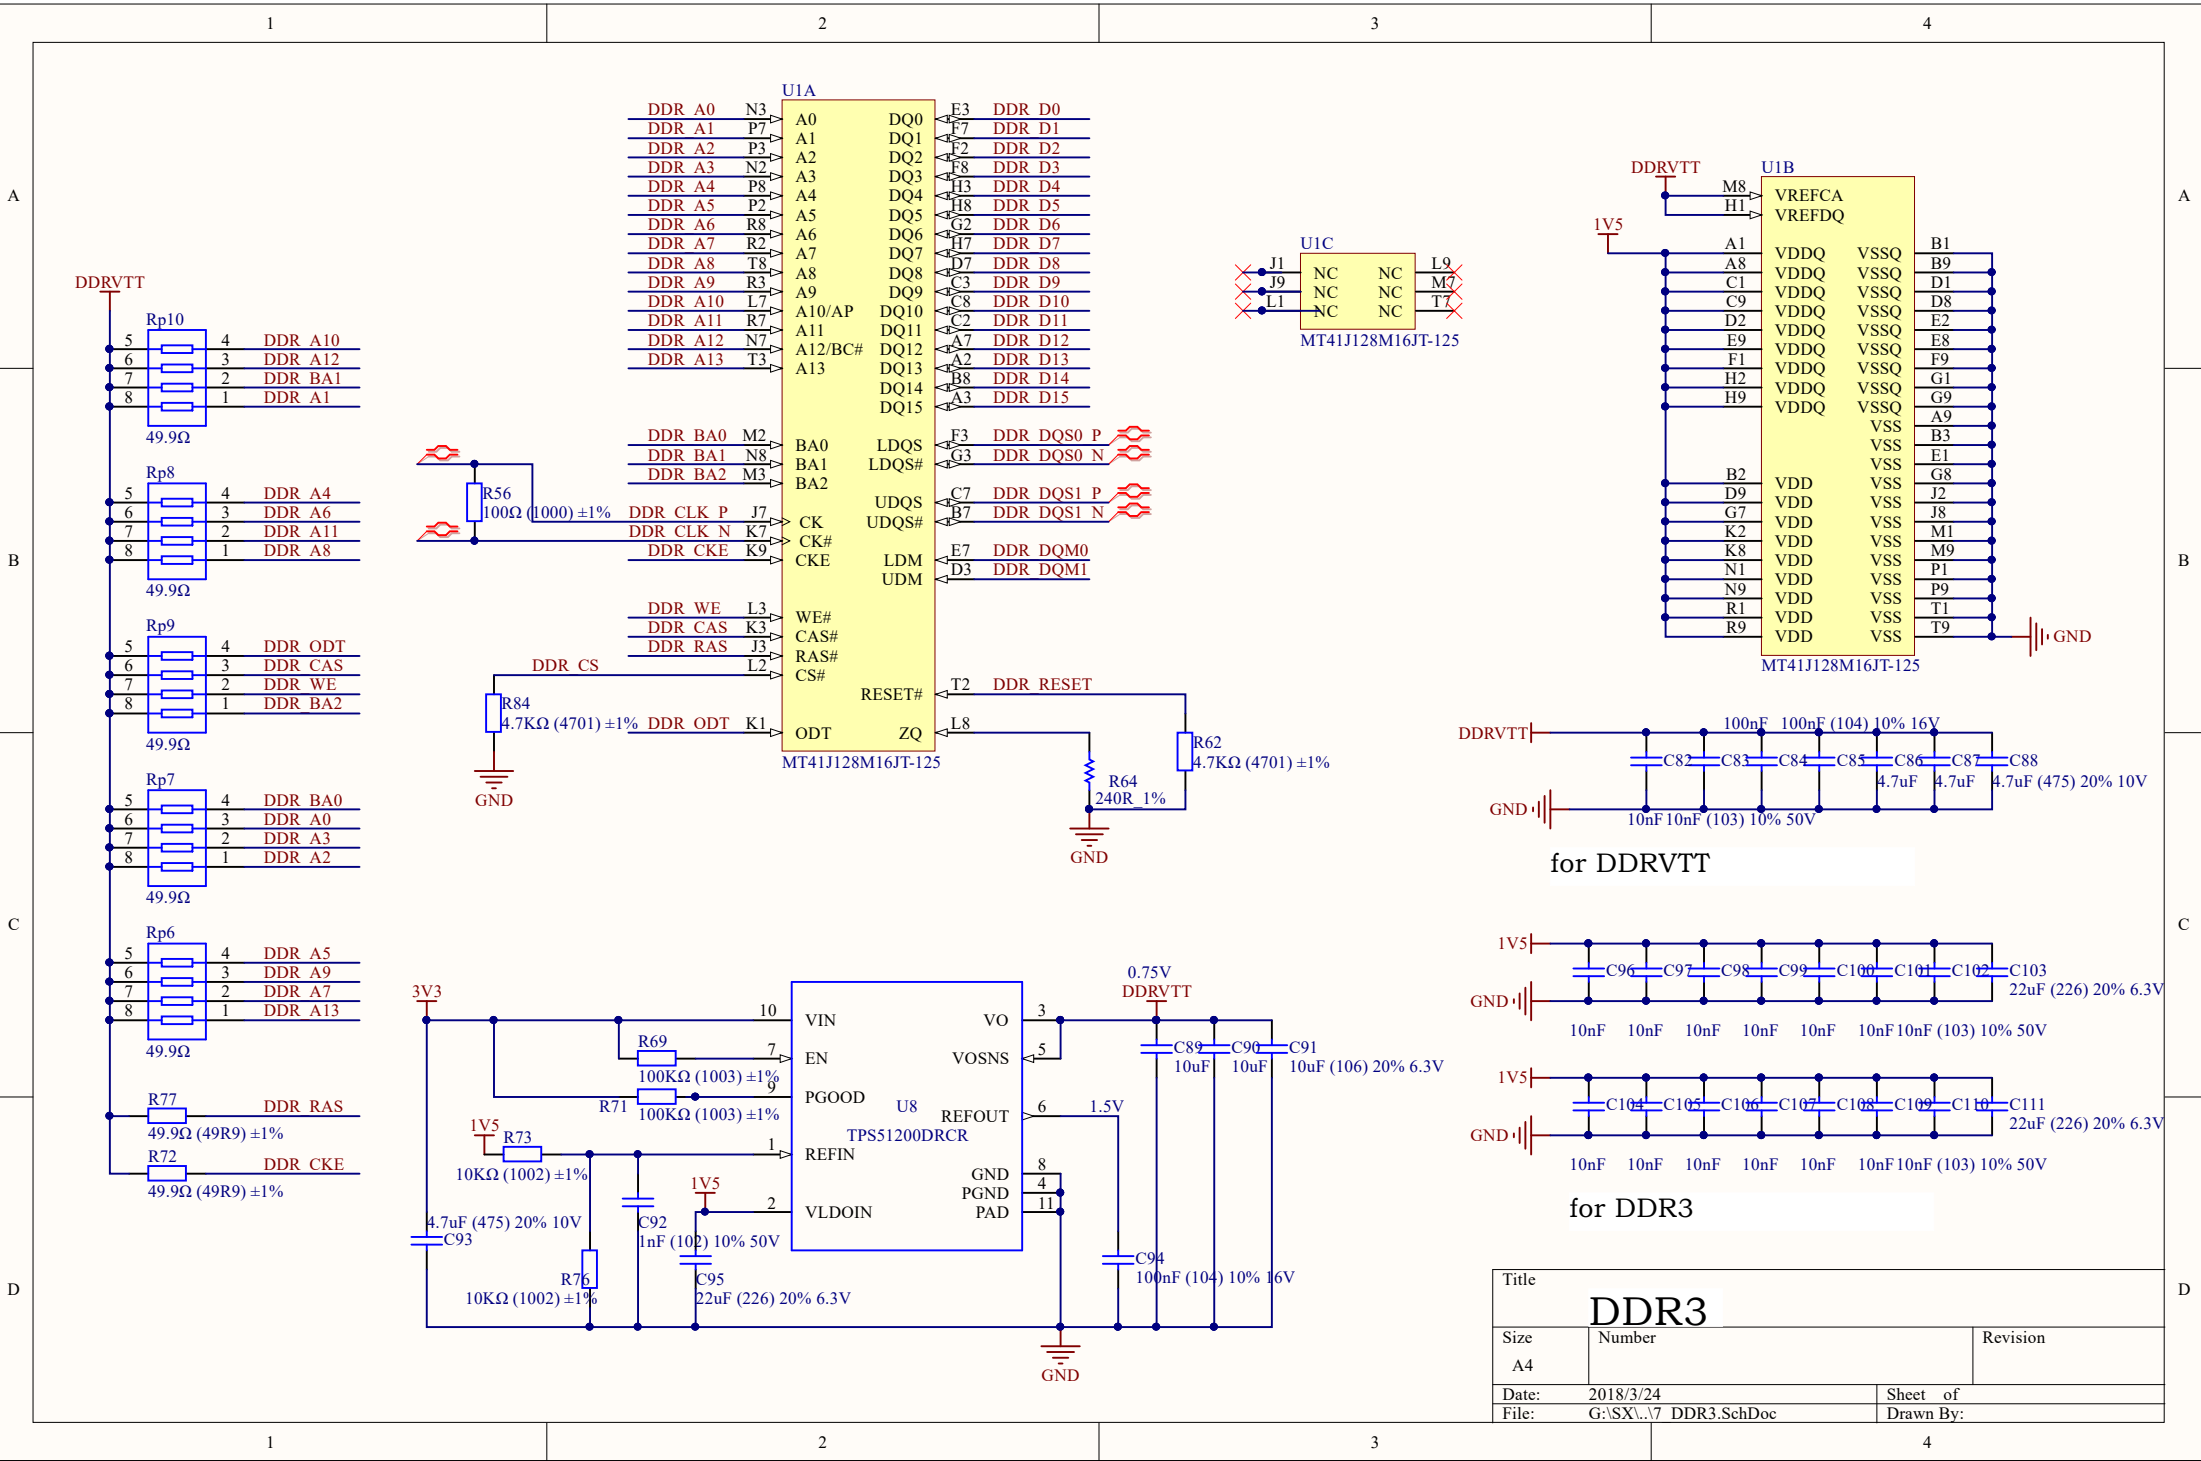 1 2 3 4
A A
B B
C C
D D
1 2 3 4
DDRVTT
Rp10
5 4 DDR_A10
6 3 DDR_A12
7 2 DDR_BA1
8 1 DDR_A1
49.9Ω
Rp8
5 4 DDR_A4
6 3 DDR_A6
7 2 DDR_A11
8 1 DDR_A8
49.9Ω
Rp9
5 4 DDR_ODT
6 3 DDR_CAS
7 2 DDR_WE
8 1 DDR_BA2
49.9Ω
Rp7
5 4 DDR_BA0
6 3 DDR_A0
7 2 DDR_A3
8 1 DDR_A2
49.9Ω
Rp6
5 4 DDR_A5
6 3 DDR_A9
7 2 DDR_A7
8 1 DDR_A13
49.9Ω
R77 DDR_RAS
49.9Ω (49R9) ±1%
R72 DDR_CKE
49.9Ω (49R9) ±1%
U1A
DDR_A0 N3 A0 DQ0 E3 DDR_D0
DDR_A1 P7 A1 DQ1 F7 DDR_D1
DDR_A2 P3 A2 DQ2 F2 DDR_D2
DDR_A3 N2 A3 DQ3 F8 DDR_D3
DDR_A4 P8 A4 DQ4 H3 DDR_D4
DDR_A5 P2 A5 DQ5 H8 DDR_D5
DDR_A6 R8 A6 DQ6 G2 DDR_D6
DDR_A7 R2 A7 DQ7 H7 DDR_D7
DDR_A8 T8 A8 DQ8 D7 DDR_D8
DDR_A9 R3 A9 DQ9 C3 DDR_D9
DDR_A10 L7 A10/AP DQ10 C8 DDR_D10
DDR_A11 R7 A11 DQ11 C2 DDR_D11
DDR_A12 N7 A12/BC# DQ12 A7 DDR_D12
DDR_A13 T3 A13 DQ13 A2 DDR_D13
DQ14 B8 DDR_D14
DQ15 A3 DDR_D15
DDR_BA0 M2 BA0 LDQS F3 DDR_DQS0_P
DDR_BA1 N8 BA1 LDQS# G3 DDR_DQS0_N
DDR_BA2 M3 BA2
UDQS C7 DDR_DQS1_P
R56
100Ω (1000) ±1% DDR_CLK_P J7 CK UDQS# B7 DDR_DQS1_N
DDR_CLK_N K7 CK#
DDR_CKE K9 CKE LDM E7 DDR_DQM0
UDM D3 DDR_DQM1
DDR_WE L3 WE#
DDR_CAS K3 CAS#
DDR_RAS J3 RAS#
DDR_CS L2 CS#
RESET# T2 DDR_RESET
R84
4.7KΩ (4701) ±1% DDR_ODT K1 ODT ZQ L8
GND
MT41J128M16JT-125
R62
4.7KΩ (4701) ±1%
R64
240R_1%
GND
U1C
J1 NC NC L9
J9 NC NC M7
L1 NC NC T7
MT41J128M16JT-125
DDRVTT U1B
M8 VREFCA
H1 VREFDQ
1V5
A1 VDDQ VSSQ B1
A8 VDDQ VSSQ B9
C1 VDDQ VSSQ D1
C9 VDDQ VSSQ D8
D2 VDDQ VSSQ E2
E9 VDDQ VSSQ E8
F1 VDDQ VSSQ F9
H2 VDDQ VSSQ G1
H9 VDDQ VSSQ G9
VSS A9
VSS B3
VSS E1
B2 VDD VSS G8
D9 VDD VSS J2
G7 VDD VSS J8
K2 VDD VSS M1
K8 VDD VSS M9
N1 VDD VSS P1
N9 VDD VSS P9
R1 VDD VSS T1
R9 VDD VSS T9 GND
MT41J128M16JT-125
100nF 100nF (104) 10% 16V
DDRVTT
C82 C83 C84 C85 C86 C87 C88
4.7uF 4.7uF 4.7uF (475) 20% 10V
GND
10nF 10nF (103) 10% 50V
for DDRVTT
1V5
C96 C97 C98 C99 C100 C101 C102 C103
22uF (226) 20% 6.3V
GND
10nF 10nF 10nF 10nF 10nF 10nF 10nF (103) 10% 50V
1V5
C104 C105 C106 C107 C108 C109 C110 C111
22uF (226) 20% 6.3V
GND
10nF 10nF 10nF 10nF 10nF 10nF 10nF (103) 10% 50V
for DDR3
3V3
10 VIN VO 3
R69
100KΩ (1003) ±1%
7 EN VOSNS 5
R71
100KΩ (1003) ±1%
9 PGOOD
U8
TPS51200DRCR
REFOUT 6 1.5V
1V5 R73
10KΩ (1002) ±1%
1 REFIN
GND 8
PGND 4
PAD 11
1V5
2 VLDOIN
4.7uF (475) 20% 10V
C93
C92
1nF (102) 10% 50V
R76
10KΩ (1002) ±1%
C95
22uF (226) 20% 6.3V
0.75V
DDRVTT
C89 C90 C91
10uF 10uF 10uF (106) 20% 6.3V
C94
100nF (104) 10% 16V
GND
Title
DDR3
Size Number Revision
A4
Date: 2018/3/24 Sheet of
File: G:\SX\..\7_DDR3.SchDoc Drawn By: